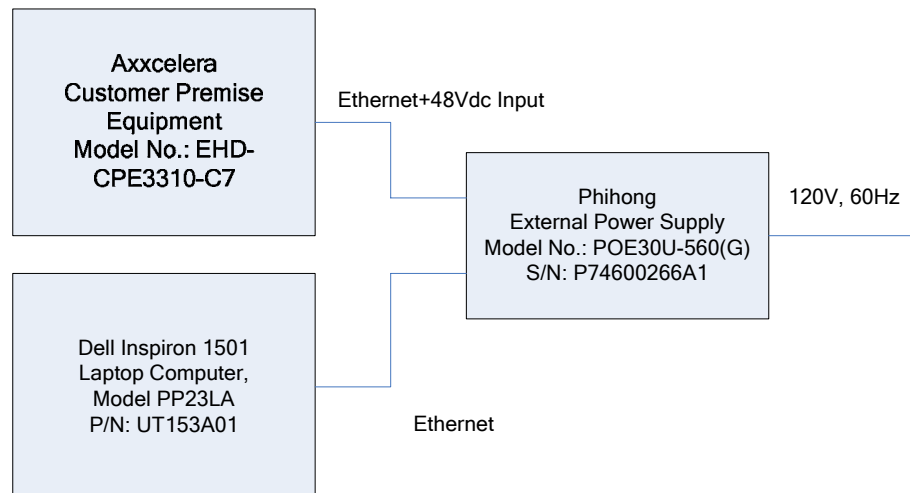 Axxcelera
Customer Premise
Equipment
Model No.: EHD-
CPE3310-C7
Ethernet+48Vdc Input
Phihong
External Power Supply
Model No.: POE30U-560(G)
S/N: P74600266A1
120V, 60Hz
Dell Inspiron 1501
Laptop Computer,
Model PP23LA
P/N: UT153A01
Ethernet